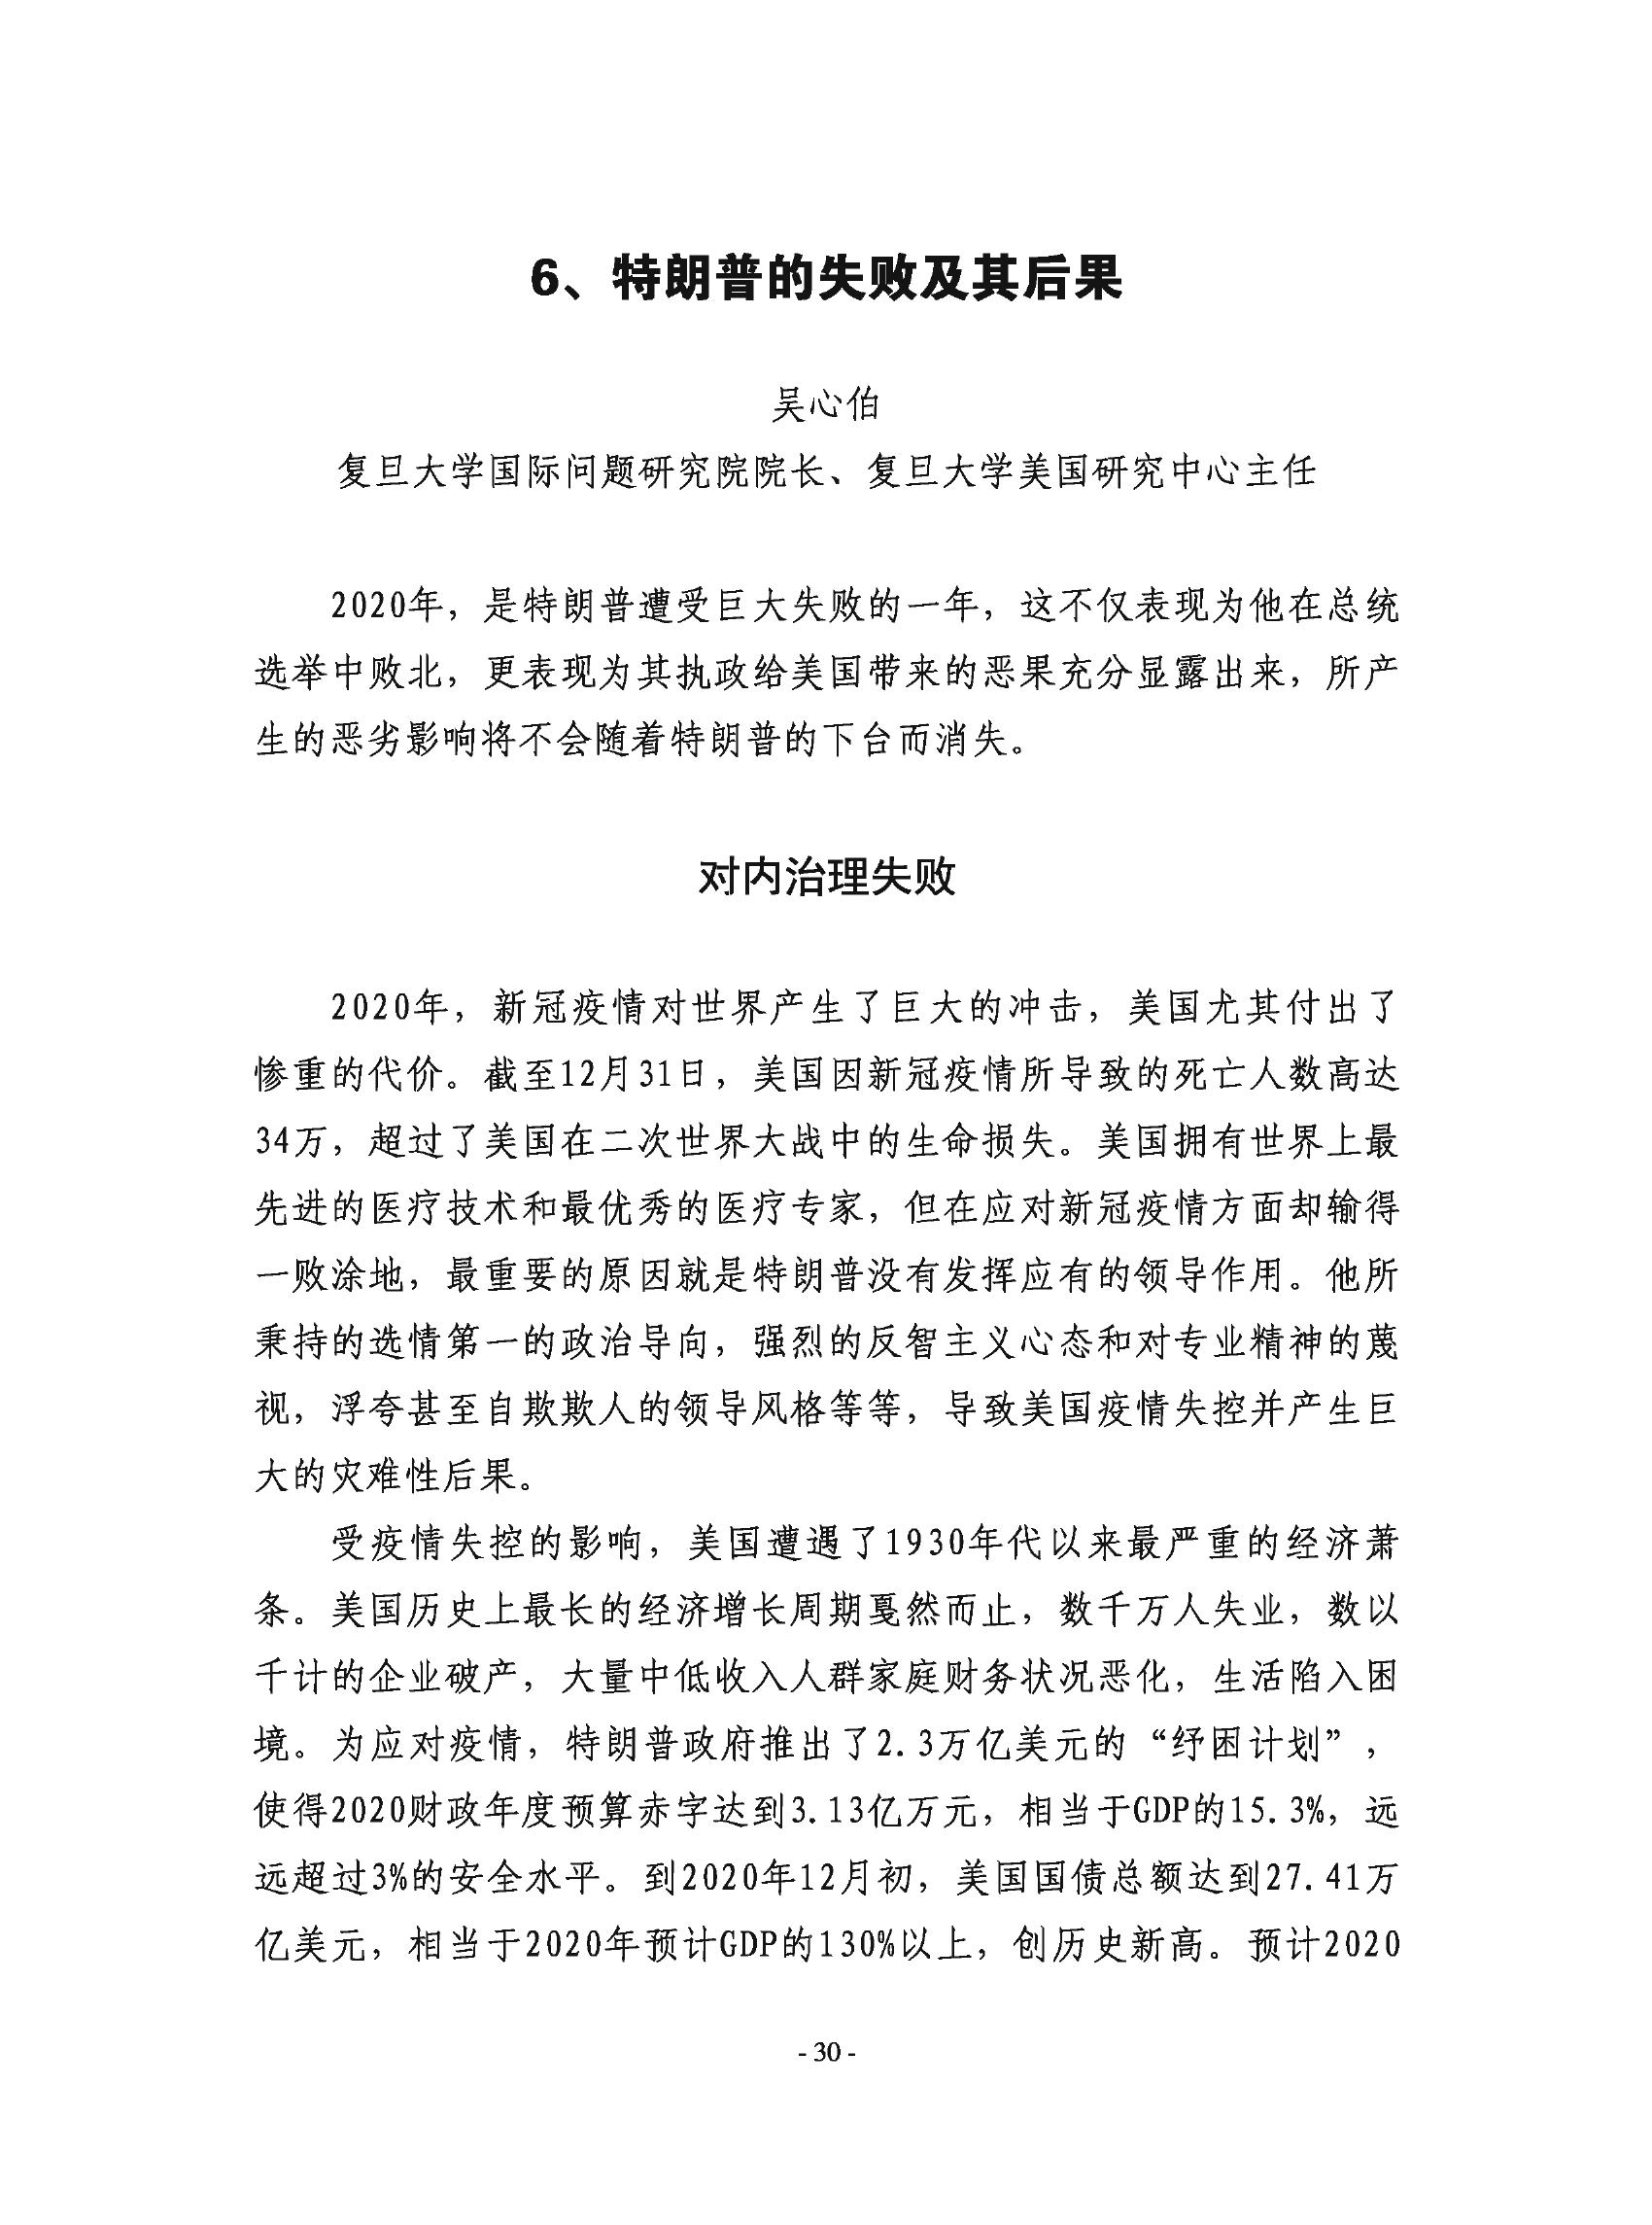 6、特朗普的失败及其后果
吴心伯
复旦大学国际问题研究院院长、复旦大学美国研究中心主任
2020年，是特朗普遭受巨大失败的一年，这不仅表现为他在总统
选举中败北，更表现为其执政给美国带来的恶果充分显露出来，所产
生的恶劣影响将不会随着特朗普的下台而消失。
对内治理失败
2020年，新冠疫情对世界产生了巨大的冲击，美国尤其付出了
惨重的代价。截至12月31日，美国因新冠疫情所导致的死亡人数高达
34万，超过了美国在二次世界大战中的生命损失。美国拥有世界上最
先进的医疗技术和最优秀的医疗专家，但在应对新冠疫情方面却输得
一败涂地，最重要的原因就是特朗普没有发挥应有的领导作用。他所
秉持的选情第一的政治导向，强烈的反智主义心态和对专业精神的蔑
视，浮夸甚至自欺欺人的领导风格等等，导致美国疫情失控并产生巨
大的灾难性后果。
受疫情失控的影响，美国遭遇了1930年代以来最严重的经济萧
条。美国历史上最长的经济增长周期戛然而止，数千万人失业，数以
千计的企业破产，大量中低收入人群家庭财务状况恶化，生活陷入困
境。为应对疫情，特朗普政府推出了2.3万亿美元的“纾困计划”，
使得2020财政年度预算赤字达到3.13亿万元，相当于GDP的15.3%，远
远超过3%的安全水平。到2020年12月初，美国国债总额达到27.41万
亿美元，相当于2020年预计GDP的130%以上，创历史新高。预计2020
- 30 -